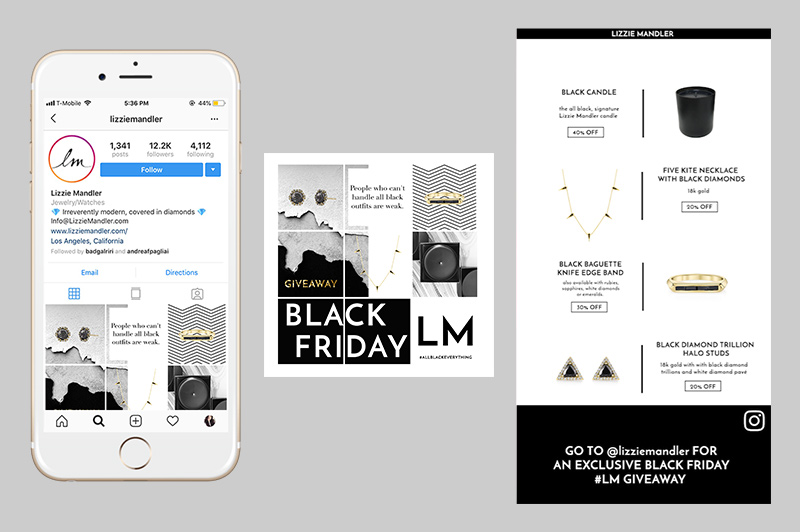 T-Mobile 5:36 PM 44%
lizziemandler
lm
1,341 12.2K 4,112
posts followers following
Follow
Lizzie Mandler
Jewelry/Watches
Irreverently modern, covered in diamonds
Info@LizzieMandler.com
www.lizziemandler.com/
Los Angeles, California
Followed by badgalriri and andreafpagliai
Email Directions
People who can't
handle all black
outfits are weak.
People who can't
handle all black
outfits are weak.
GIVEAWAY
BLACK
FRIDAY
LM
#ALLBLACKEVERYTHING
LIZZIE MANDLER
BLACK CANDLE
the all black, signature
Lizzie Mandler candle
40% OFF
FIVE KITE NECKLACE
WITH BLACK DIAMONDS
18k gold
20% OFF
BLACK BAGUETTE
KNIFE EDGE BAND
also available with rubies,
sapphires, white diamonds
or emeralds.
30% OFF
BLACK DIAMOND TRILLION
HALO STUDS
18k gold with with black diamond
trillions and white diamond pavé
20% OFF
GO TO @lizziemandler FOR
AN EXCLUSIVE BLACK FRIDAY
#LM GIVEAWAY